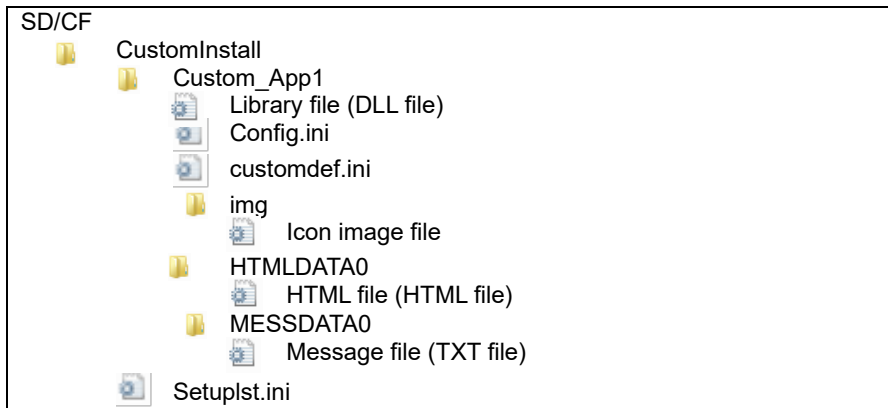 SD/CF
CustomInstall
Custom_App1
Library file (DLL file)
Config.ini
customdef.ini
img
Icon image file
HTMLDATA0
HTML file (HTML file)
MESSDATA0
Message file (TXT file)
Setuplst.ini